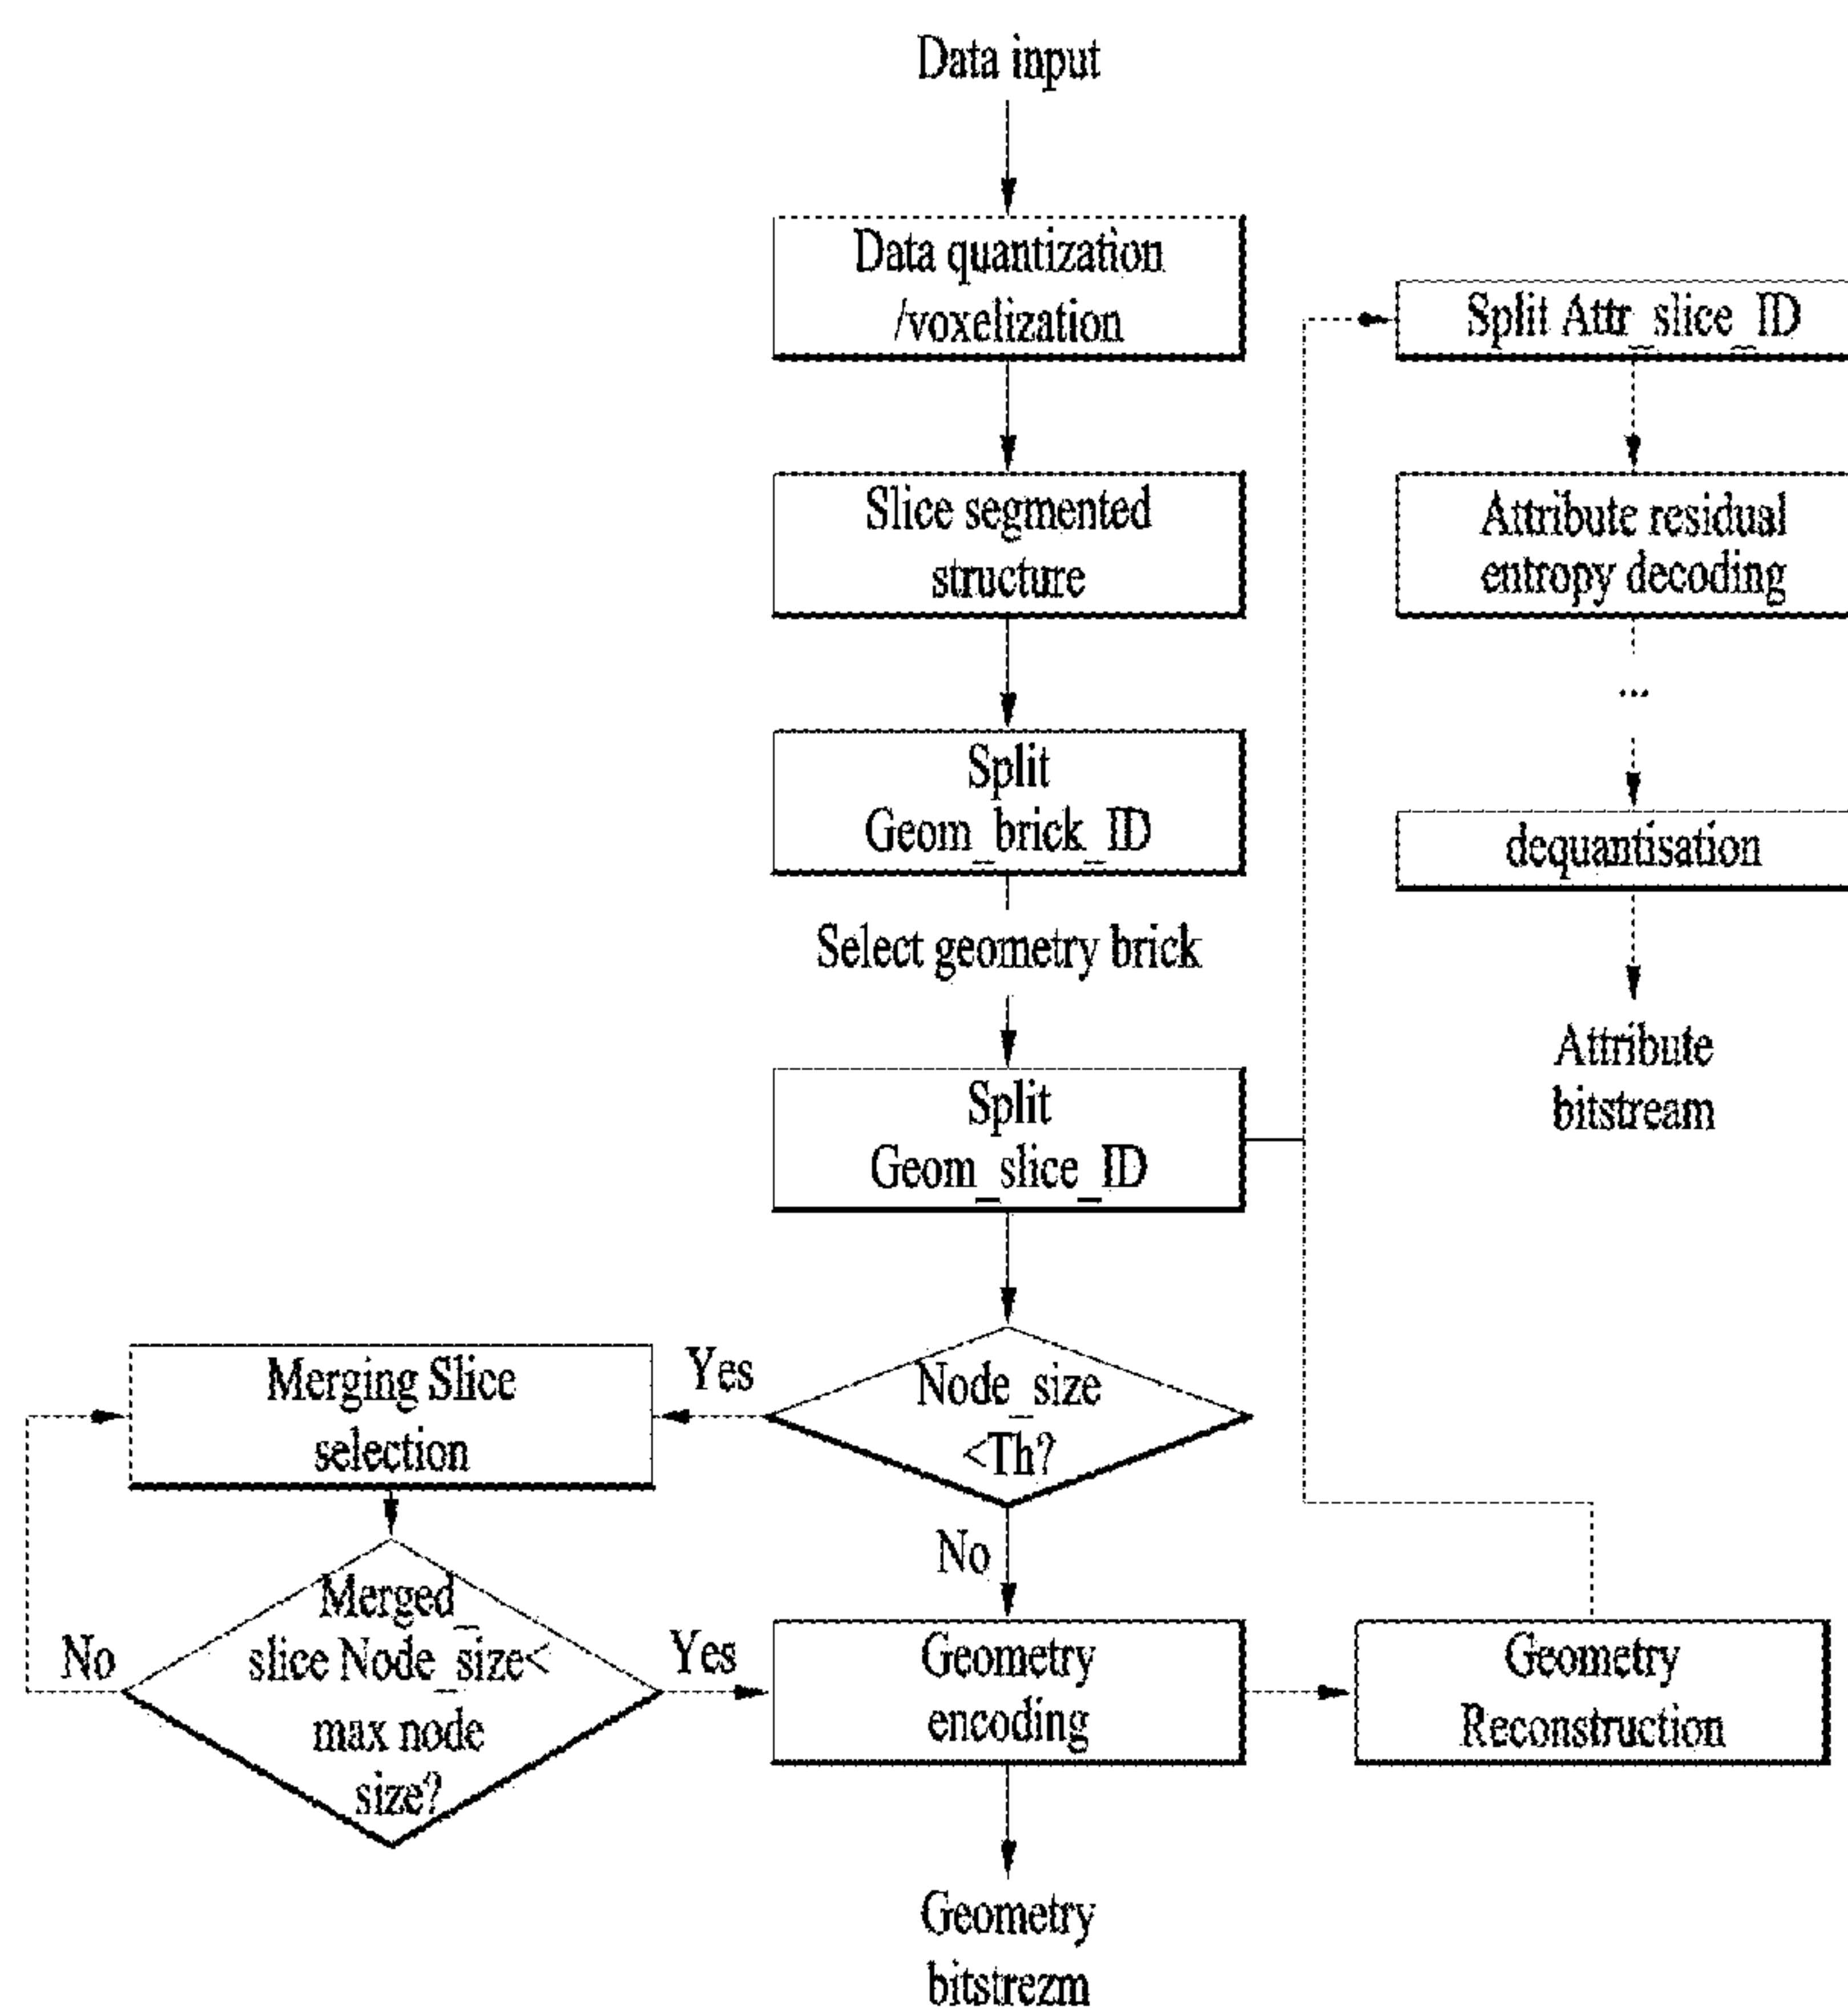 Data input
Data quantization
/voxelization
Slice segmented
structure
Split
Geom_brick_ID
Select geometry brick
Split
Geom_slice_ID
Node_size
<Th?
Yes
No
Merging Slice
selection
Merged_
slice Node_size<
max node
size?
No
Yes
Geometry
encoding
Geometry
bitstrezm
Geometry
Reconstruction
Split Attr_slice_ID
Attribute residual
entropy decoding
...
dequantisation
Attribute
bitstream